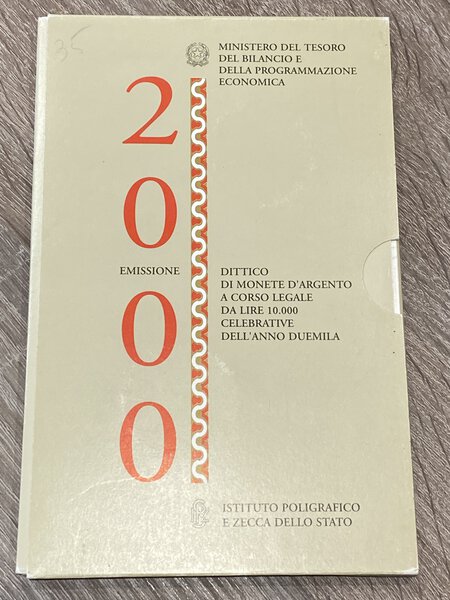 35
MINISTERO DEL TESORO
DEL BILANCIO E
DELLA PROGRAMMAZIONE
ECONOMICA
2
0
EMISSIONE
0
0
DITTICO
DI MONETE D'ARGENTO
A CORSO LEGALE
DA LIRE 10.000
CELEBRATIVE
DELL'ANNO DUEMILA
ISTITUTO POLIGRAFICO
E ZECCA DELLO STATO